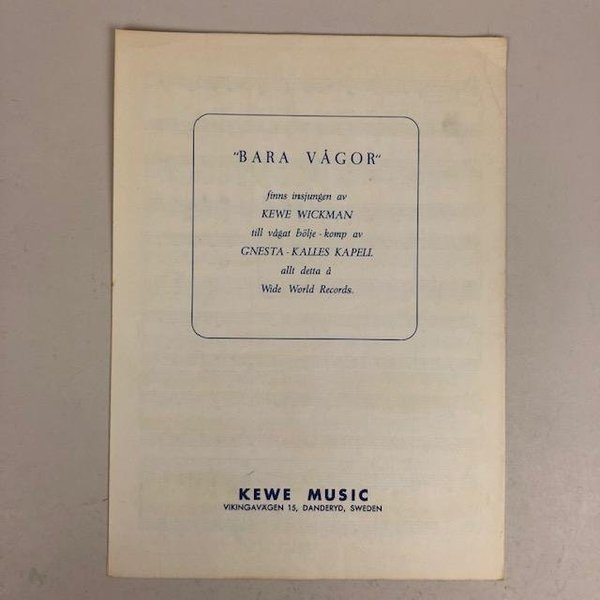 "BARA VÅGOR"
finns insjungen av
KEWE WICKMAN
till vågat bölje-komp av
GNESTA-KALLES KAPELL
allt detta å
Wide World Records.
KEWE MUSIC
VIKINGAVÄGEN 15, DANDERYD, SWEDEN